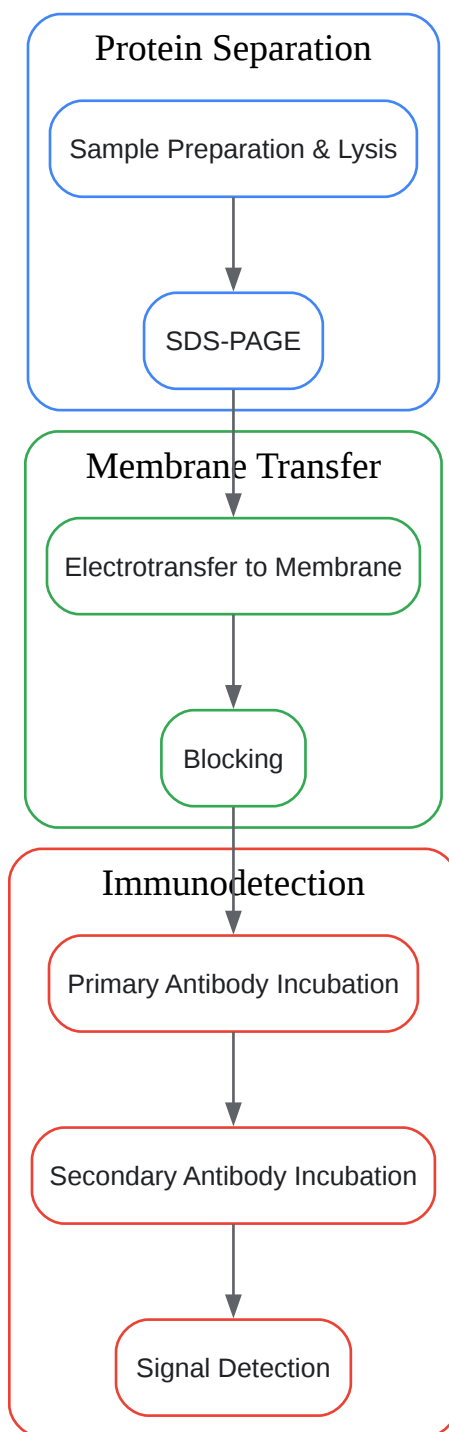 Protein Separation
Sample Preparation & Lysis
SDS-PAGE
Membrane Transfer
Electrotransfer to Membrane
Blocking
Immunodetection
Primary Antibody Incubation
Secondary Antibody Incubation
Signal Detection